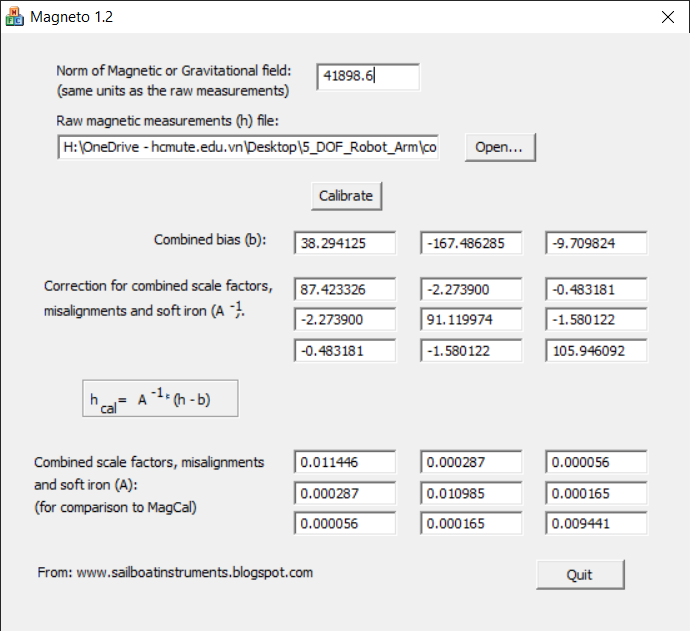 Magneto 1.2
Norm of Magnetic or Gravitational field:
(same units as the raw measurements)
41898.6
Raw magnetic measurements (h) file:
H:\OneDrive - hcmute.edu.vn\Desktop\5_DOF_Robot_Arm\co
Open...
Calibrate
Combined bias (b):
38.294125 -167.486285 -9.709824
Correction for combined scale factors,
misalignments and soft iron (A -1):
87.423326 -2.273900 -0.483181
-2.273900 91.119974 -1.580122
-0.483181 -1.580122 105.946092
h cal = A -1 * (h - b)
Combined scale factors, misalignments
and soft iron (A):
(for comparison to MagCal)
0.011446 0.000287 0.000056
0.000287 0.010985 0.000165
0.000056 0.000165 0.009441
From: www.sailboatinstruments.blogspot.com
Quit